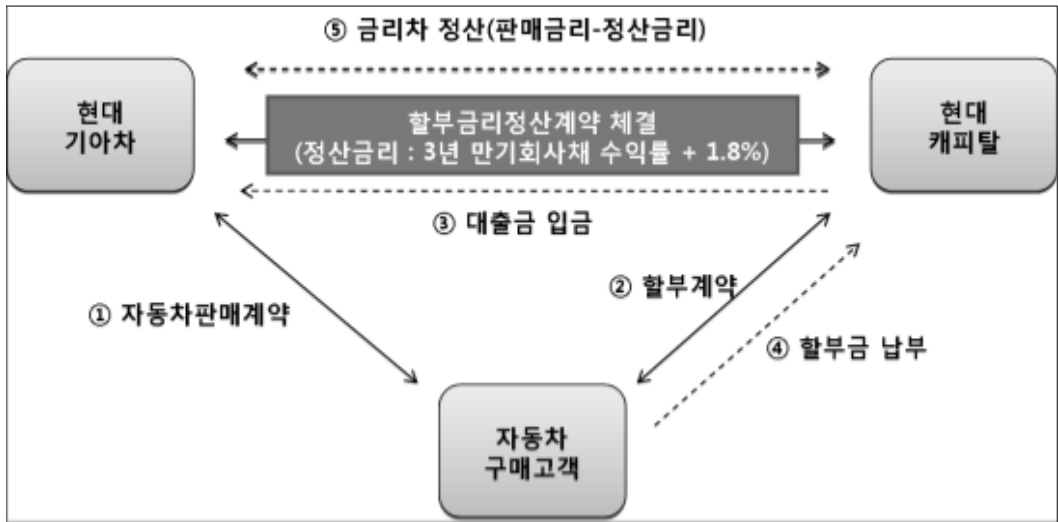 ⑤ 금리차 정산(판매금리-정산금리)
현대
기아차
할부금리정산계약 체결
(정산금리 : 3년 만기회사채 수익률 + 1.8%)
현대
캐피탈
③ 대출금 입금
① 자동차판매계약
② 할부계약
④ 할부금 납부
자동차
구매고객